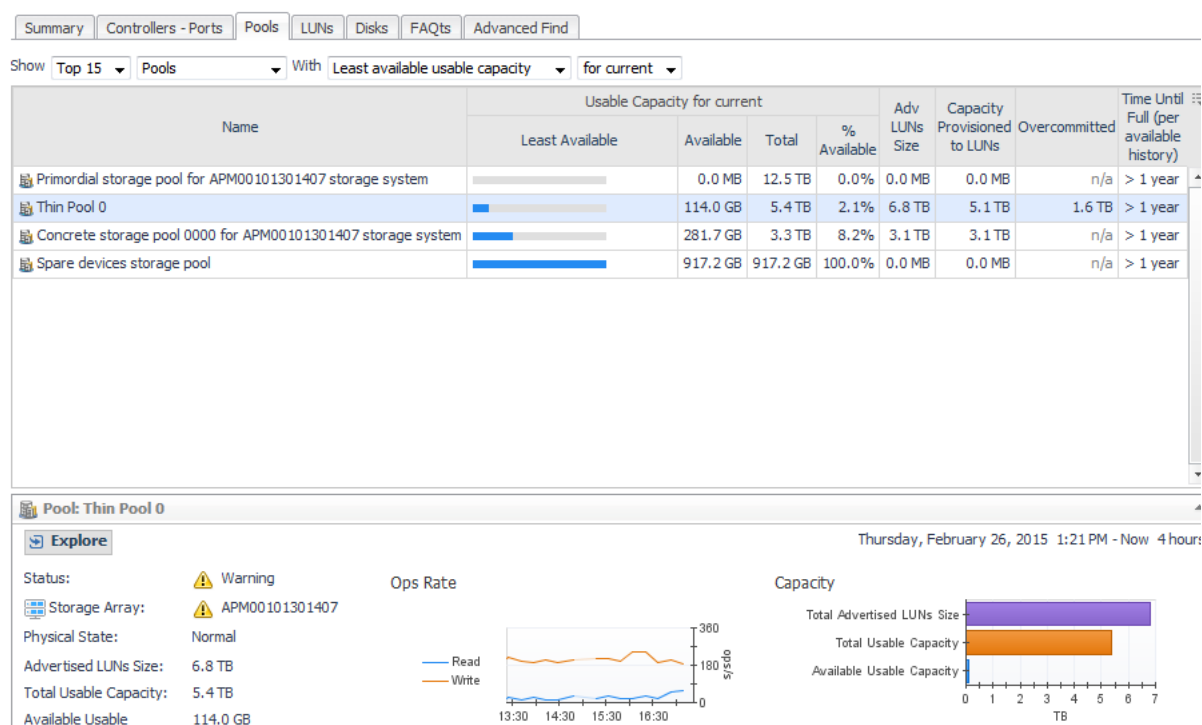 Summary Controllers - Ports Pools LUNs Disks FAQts Advanced Find
Show Top 15 Pools With Least available usable capacity for current
Name Usable Capacity for current Adv LUNs Size Capacity Provisioned to LUNs Overcommitted Time Until Full (per available history)
Least Available Available Total % Available
Primordial storage pool for APM00101301407 storage system 0.0 MB 12.5 TB 0.0% 0.0 MB 0.0 MB n/a > 1 year
Thin Pool 0 114.0 GB 5.4 TB 2.1% 6.8 TB 5.1 TB 1.6 TB > 1 year
Concrete storage pool 0000 for APM00101301407 storage system 281.7 GB 3.3 TB 8.2% 3.1 TB 3.1 TB n/a > 1 year
Spare devices storage pool 917.2 GB 917.2 GB 100.0% 0.0 MB 0.0 MB n/a > 1 year
Pool: Thin Pool 0
Explore
Thursday, February 26, 2015 1:21 PM - Now 4 hours
Status: Warning
Storage Array: APM00101301407
Physical State: Normal
Advertised LUNs Size: 6.8 TB
Total Usable Capacity: 5.4 TB
Available Usable 114.0 GB
Ops Rate
Read
Write
360
180
0
ops/s
13:30 14:30 15:30 16:30
Capacity
Total Advertised LUNs Size
Total Usable Capacity
Available Usable Capacity
0 1 2 3 4 5 6 7
TB